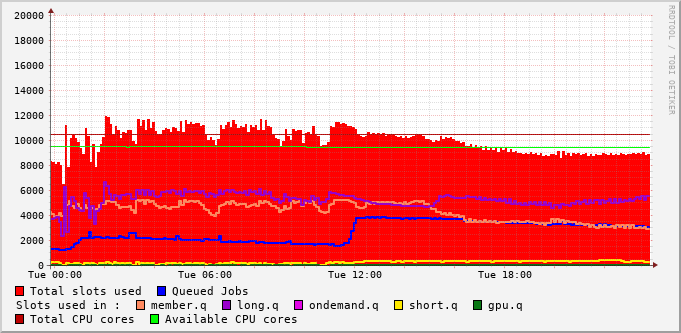 20000
18000
16000
14000
12000
10000
8000
6000
4000
2000
0
Tue 00:00 Tue 06:00 Tue 12:00 Tue 18:00
Total slots used Queued Jobs
Slots used in : member.q long.q ondemand.q short.q gpu.q
Total CPU cores Available CPU cores
RRDTOOL / TOBI OETIKER